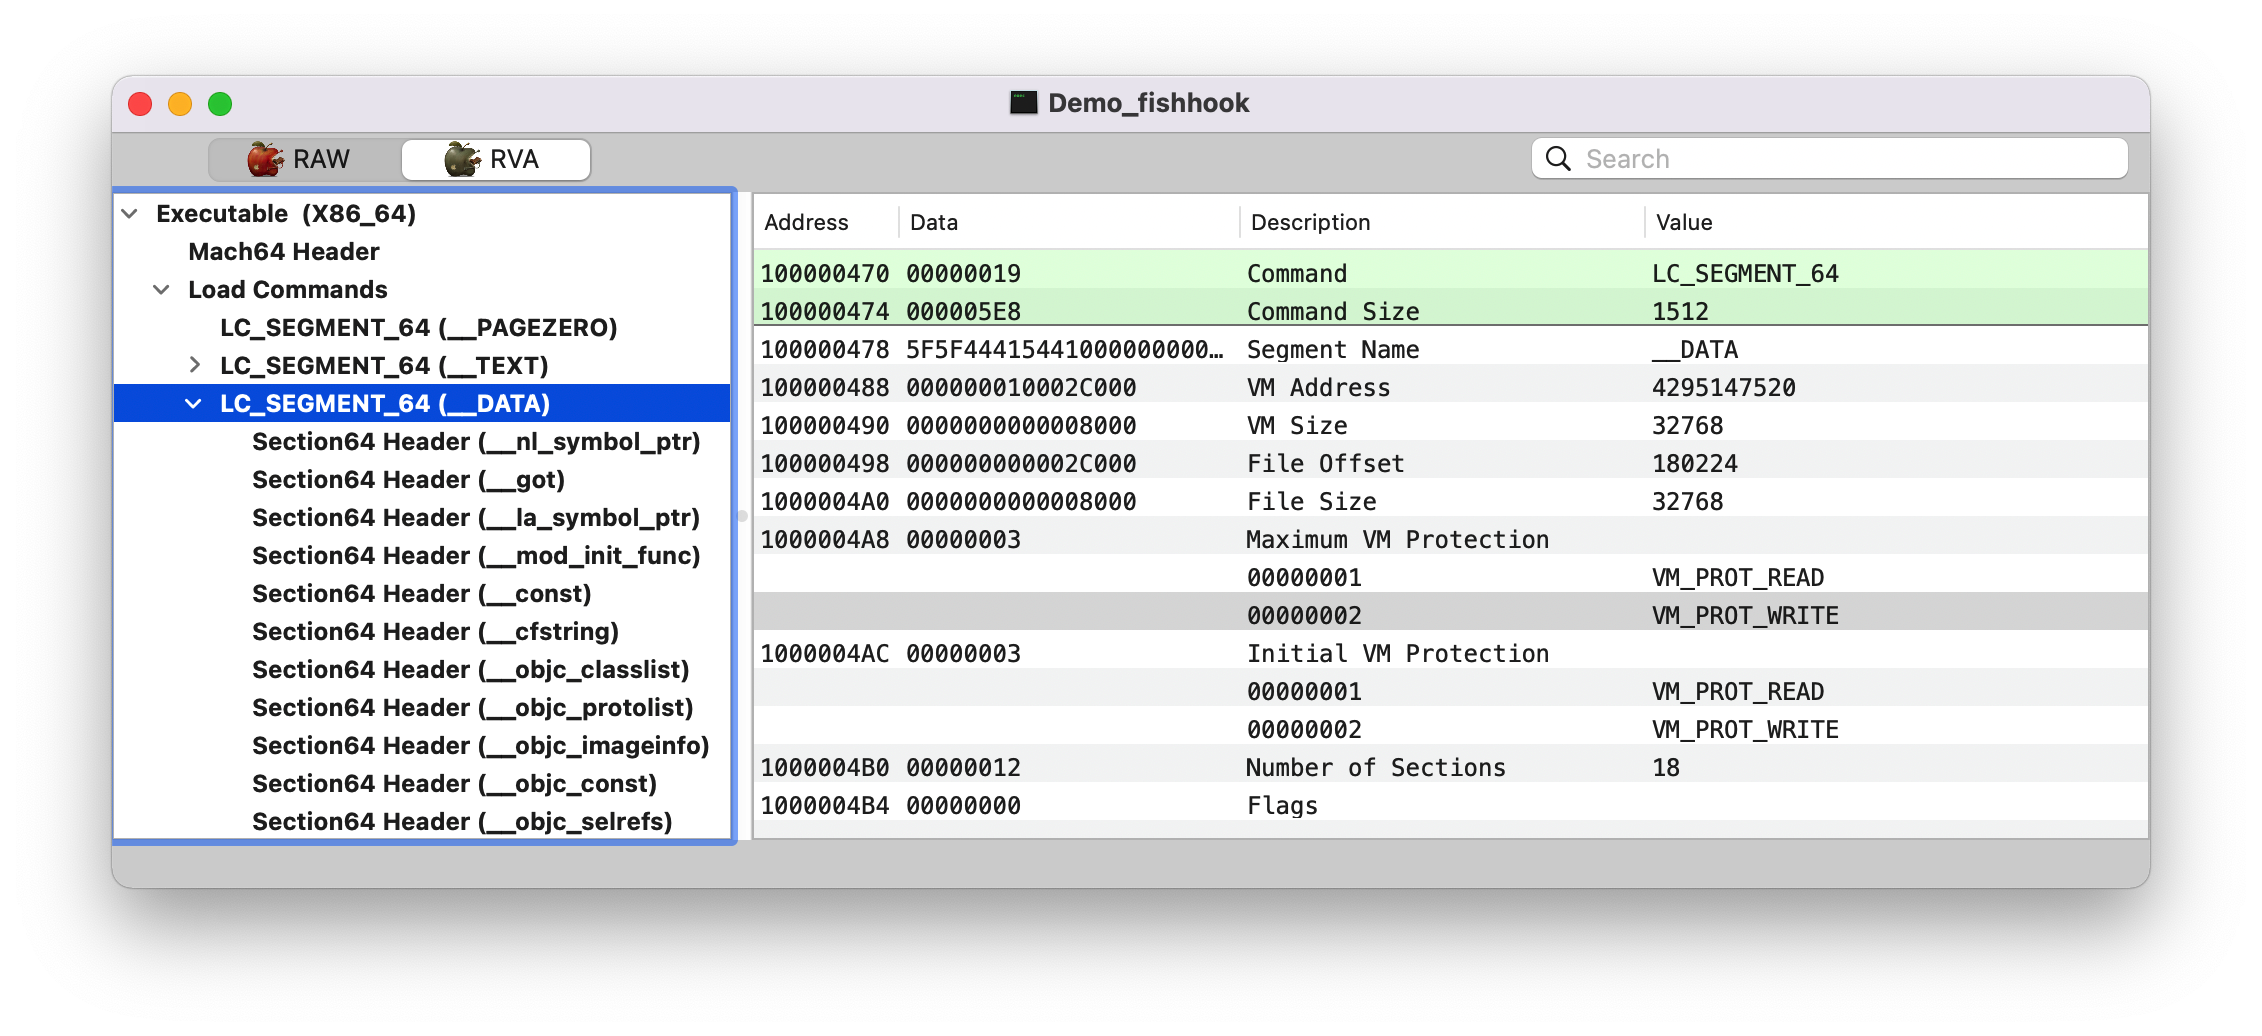 Demo_fishhook
RAW RVA Search
Executable (X86_64)
Mach64 Header
Load Commands
LC_SEGMENT_64 (__PAGEZERO)
LC_SEGMENT_64 (__TEXT)
LC_SEGMENT_64 (__DATA)
Section64 Header (__nl_symbol_ptr)
Section64 Header (__got)
Section64 Header (__la_symbol_ptr)
Section64 Header (__mod_init_func)
Section64 Header (__const)
Section64 Header (__cfstring)
Section64 Header (__objc_classlist)
Section64 Header (__objc_protolist)
Section64 Header (__objc_imageinfo)
Section64 Header (__objc_const)
Section64 Header (__objc_selrefs)
Address Data Description Value
100000470 00000019 Command LC_SEGMENT_64
100000474 000005E8 Command Size 1512
100000478 5F5F44415441000000000… Segment Name __DATA
100000488 000000010002C000 VM Address 4295147520
100000490 0000000000008000 VM Size 32768
100000498 000000000002C000 File Offset 180224
1000004A0 0000000000008000 File Size 32768
1000004A8 00000003 Maximum VM Protection
00000001 VM_PROT_READ
00000002 VM_PROT_WRITE
1000004AC 00000003 Initial VM Protection
00000001 VM_PROT_READ
00000002 VM_PROT_WRITE
1000004B0 00000012 Number of Sections 18
1000004B4 00000000 Flags